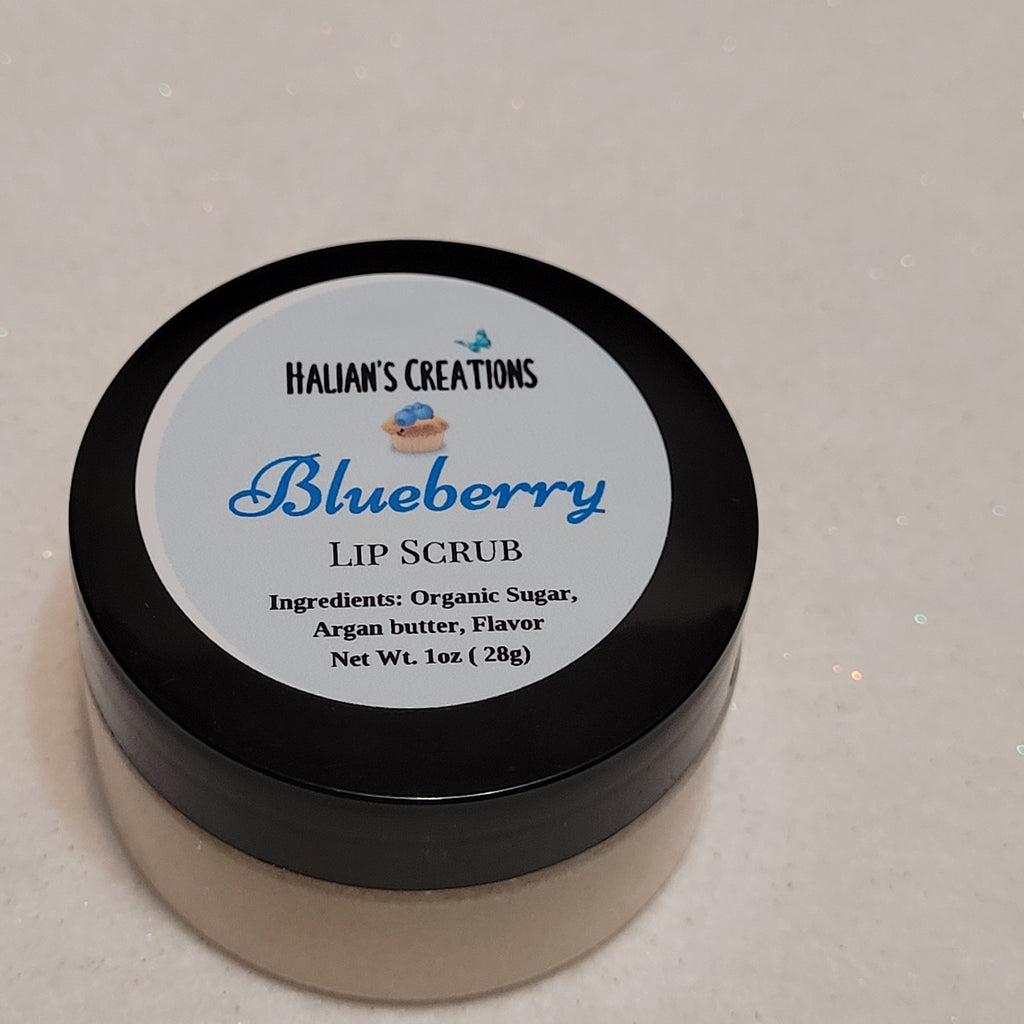 HALIAN'S CREATIONS
Blueberry
LIP SCRUB
Ingredients: Organic Sugar,
Argan butter, Flavor
Net Wt. 1oz ( 28g)